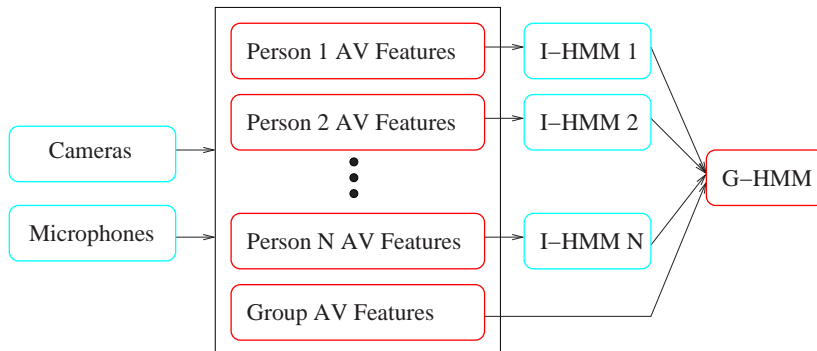 Person 1 AV Features
I–HMM 1
Person 2 AV Features
I–HMM 2
Cameras
G–HMM
Microphones
Person N AV Features
I–HMM N
Group AV Features